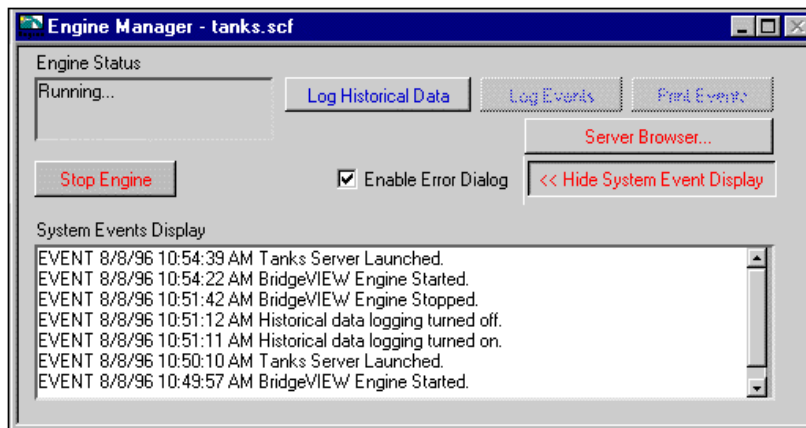 Engine Manager - tanks.scf
Engine Status
Running...
Log Historical Data
Log Events
Print Events
Server Browser...
Stop Engine
Enable Error Dialog
<< Hide System Event Display
System Events Display
EVENT 8/8/96 10:54:39 AM Tanks Server Launched.
EVENT 8/8/96 10:54:22 AM BridgeVIEW Engine Started.
EVENT 8/8/96 10:51:42 AM BridgeVIEW Engine Stopped.
EVENT 8/8/96 10:51:12 AM Historical data logging turned off.
EVENT 8/8/96 10:51:11 AM Historical data logging turned on.
EVENT 8/8/96 10:50:10 AM Tanks Server Launched.
EVENT 8/8/96 10:49:57 AM BridgeVIEW Engine Started.